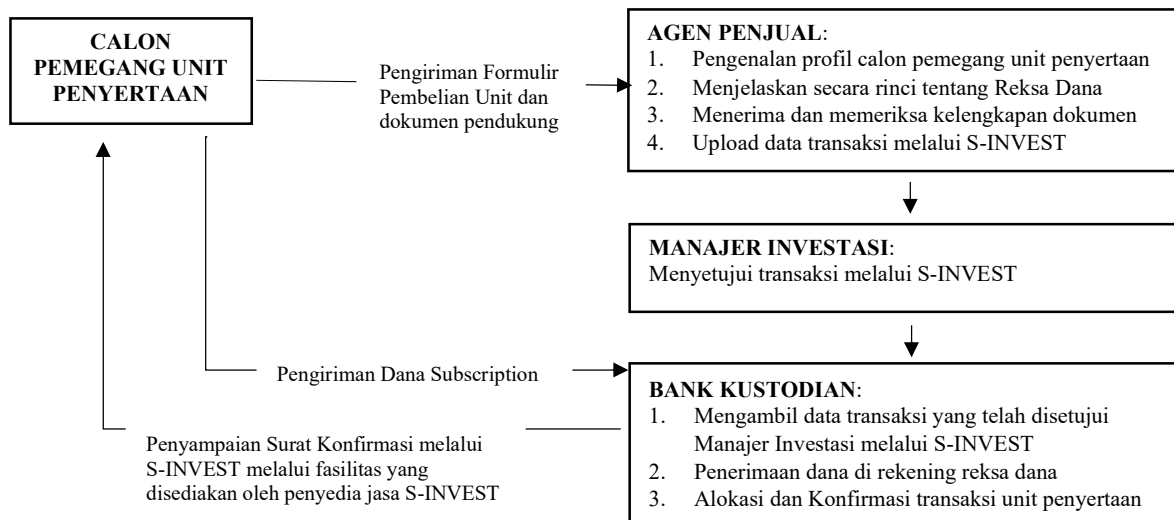 CALON
PEMEGANG UNIT
PENYERTAAN
Pengiriman Formulir
Pembelian Unit dan
dokumen pendukung
AGEN PENJUAL:
1. Pengenalan profil calon pemegang unit penyertaan
2. Menjelaskan secara rinci tentang Reksa Dana
3. Menerima dan memeriksa kelengkapan dokumen
4. Upload data transaksi melalui S-INVEST
MANAJER INVESTASI:
Menyetujui transaksi melalui S-INVEST
Pengiriman Dana Subscription
BANK KUSTODIAN:
1. Mengambil data transaksi yang telah disetujui
Manajer Investasi melalui S-INVEST
2. Penerimaan dana di rekening reksa dana
3. Alokasi dan Konfirmasi transaksi unit penyertaan
Penyampaian Surat Konfirmasi melalui
S-INVEST melalui fasilitas yang
disediakan oleh penyedia jasa S-INVEST